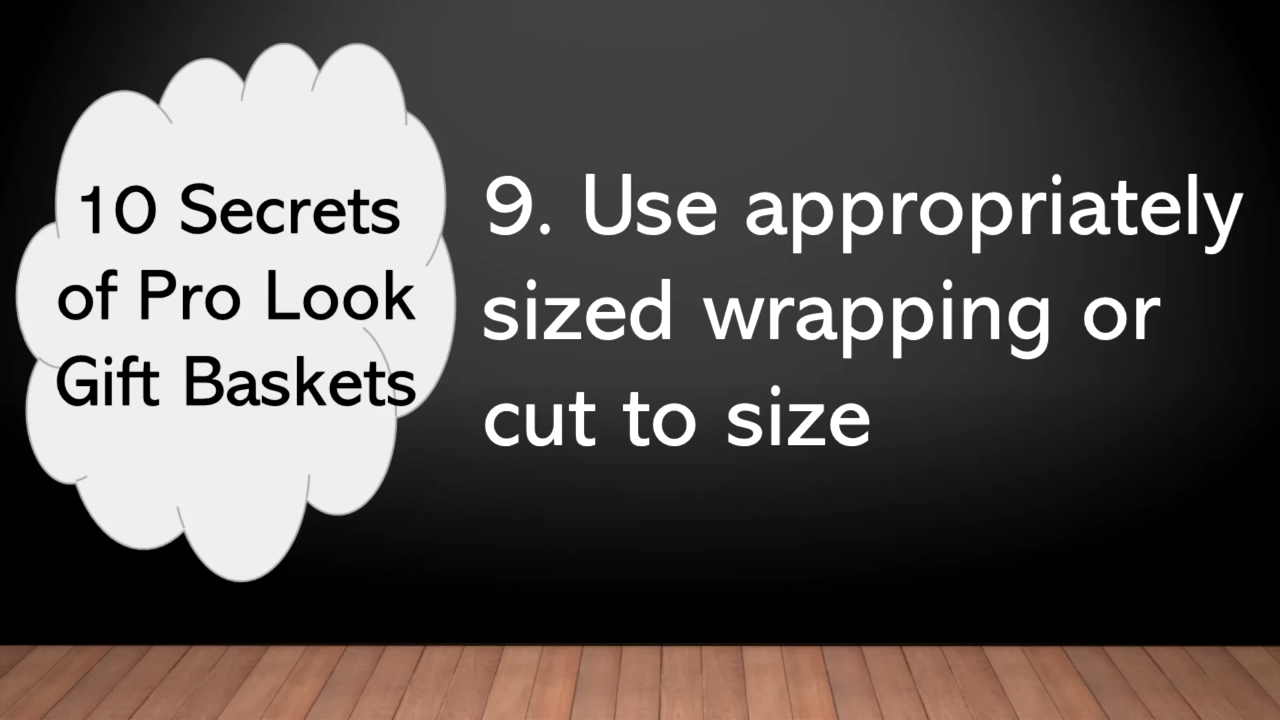 10 Secrets
of Pro Look
Gift Baskets
9. Use appropriately
sized wrapping or
cut to size